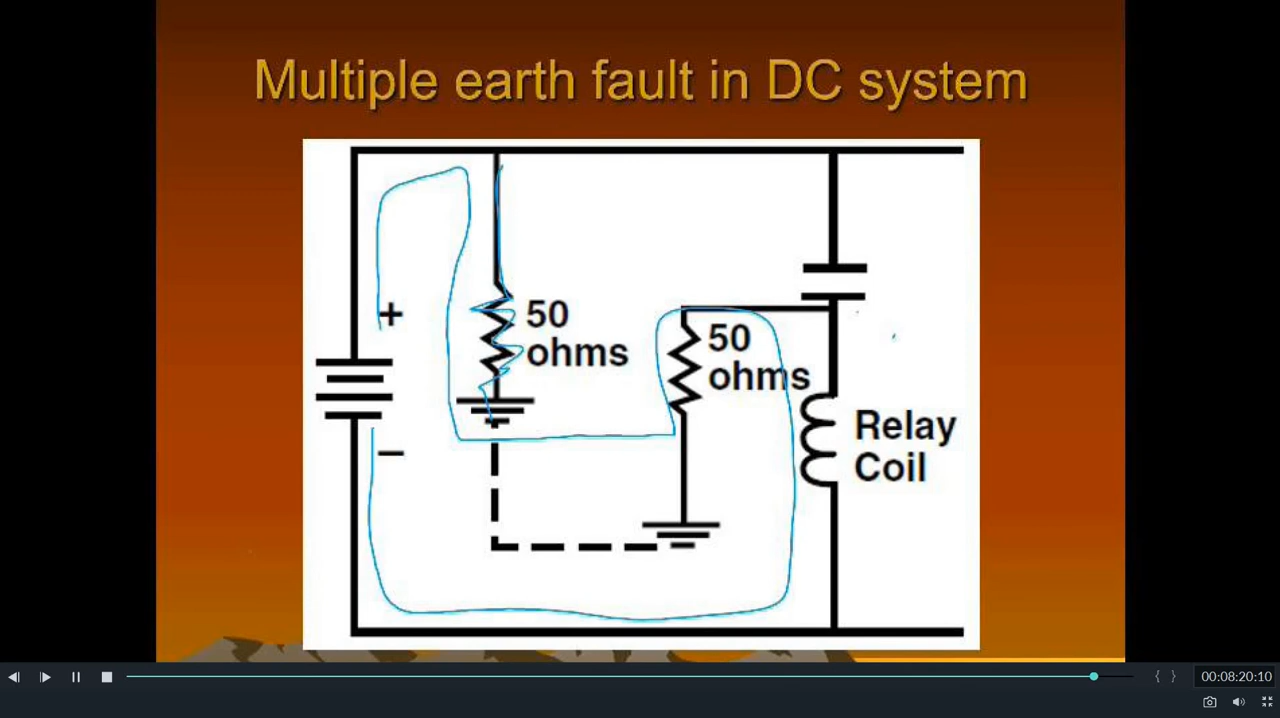 Multiple earth fault in DC system
+
50
ohms
50
ohms
Relay
Coil
−
00:08:20:10